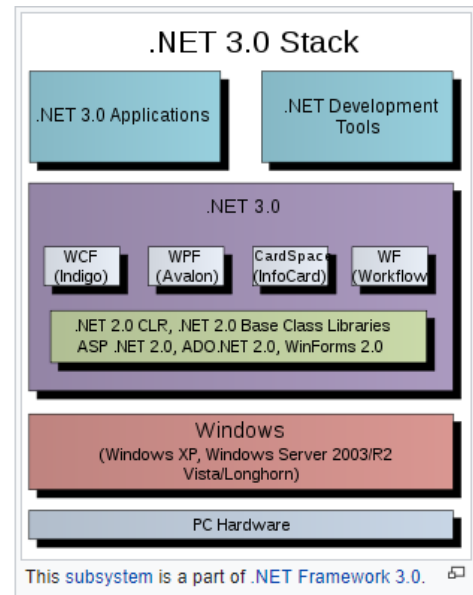 .NET 3.0 Stack
.NET 3.0 Applications
.NET Development
Tools
.NET 3.0
WCF
(Indigo)
WPF
(Avalon)
CardSpace
(InfoCard)
WF
(Workflow
.NET 2.0 CLR, .NET 2.0 Base Class Libraries
ASP .NET 2.0, ADO.NET 2.0, WinForms 2.0
Windows
(Windows XP, Windows Server 2003/R2
Vista/Longhorn)
PC Hardware
This subsystem is a part of .NET Framework 3.0.